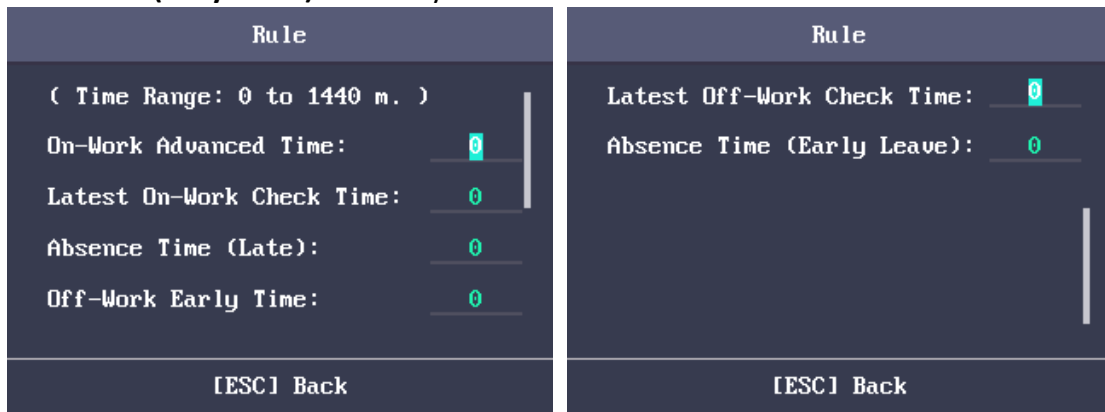 Rule
( Time Range: 0 to 1440 m. )
On-Work Advanced Time: 0
Latest On-Work Check Time: 0
Absence Time (Late): 0
Off-Work Early Time: 0
[ESC] Back
Rule
Latest Off-Work Check Time: 0
Absence Time (Early Leave): 0
[ESC] Back